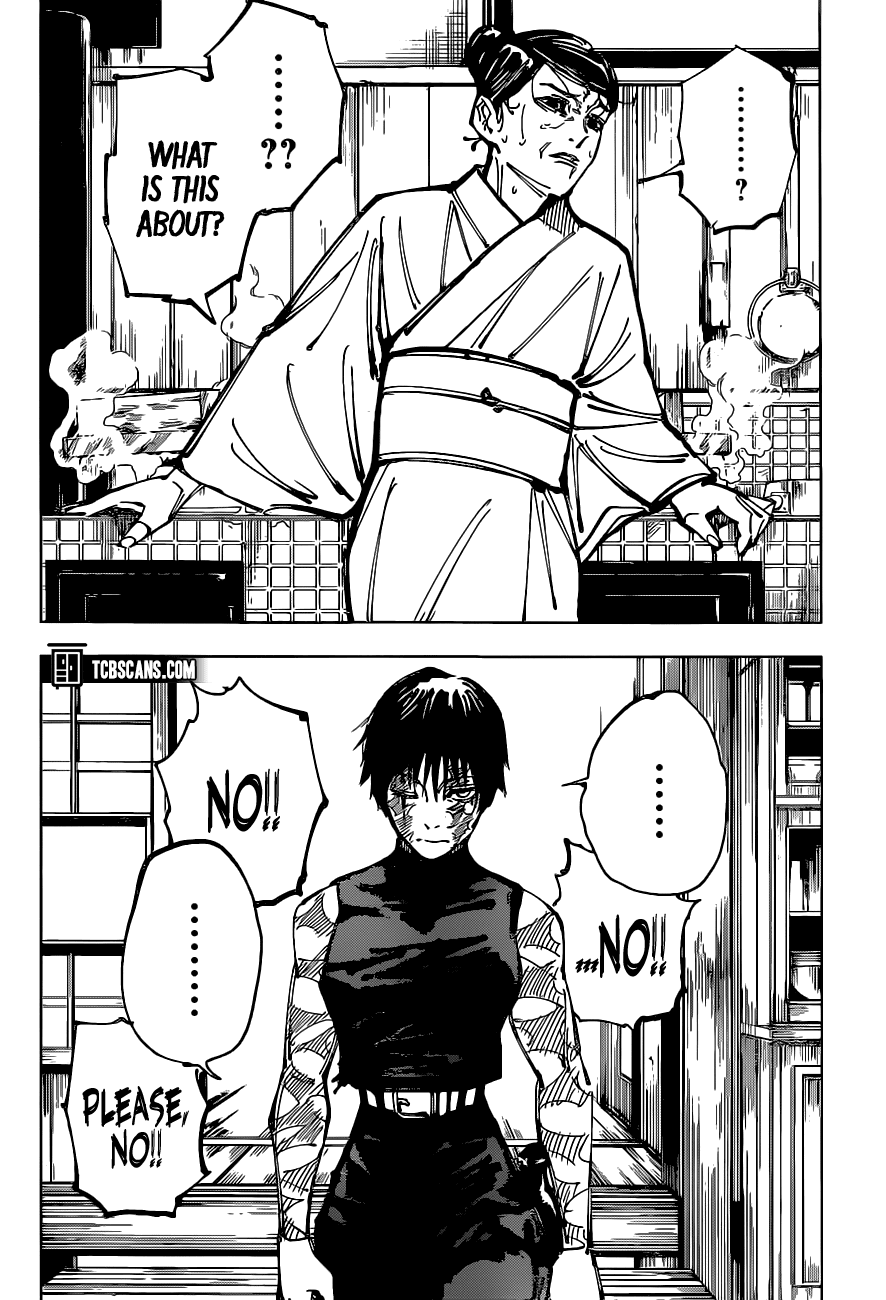 ........
?
........
??
WHAT
IS THIS
ABOUT?
TCBSCANS.COM
......
...NO!!
NO!!
........
PLEASE,
NO!!